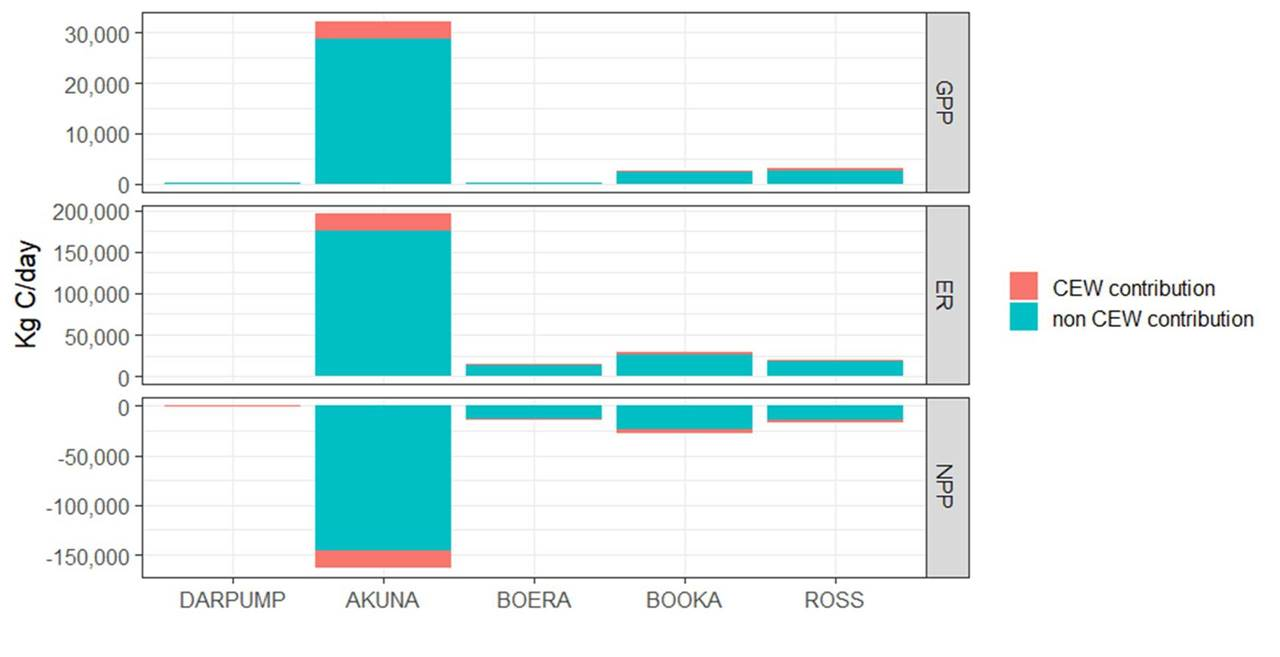 30,000
20,000
10,000
0
GPP
200,000
150,000
100,000
50,000
0
ER
0
-50,000
-100,000
-150,000
NPP
Kg C/day
DARPUMP AKUNA BOERA BOOKA ROSS
CEW contribution
non CEW contribution